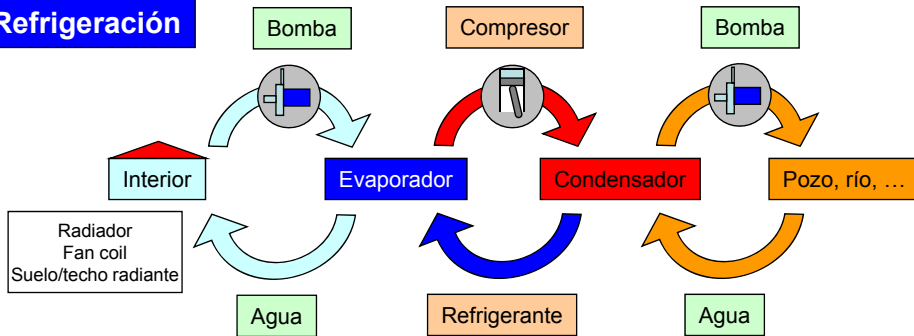 Refrigeración
Bomba
Compresor
Bomba
Interior
Evaporador
Condensador
Pozo, río, ...
Radiador
Fan coil
Suelo/techo radiante
Agua
Refrigerante
Agua